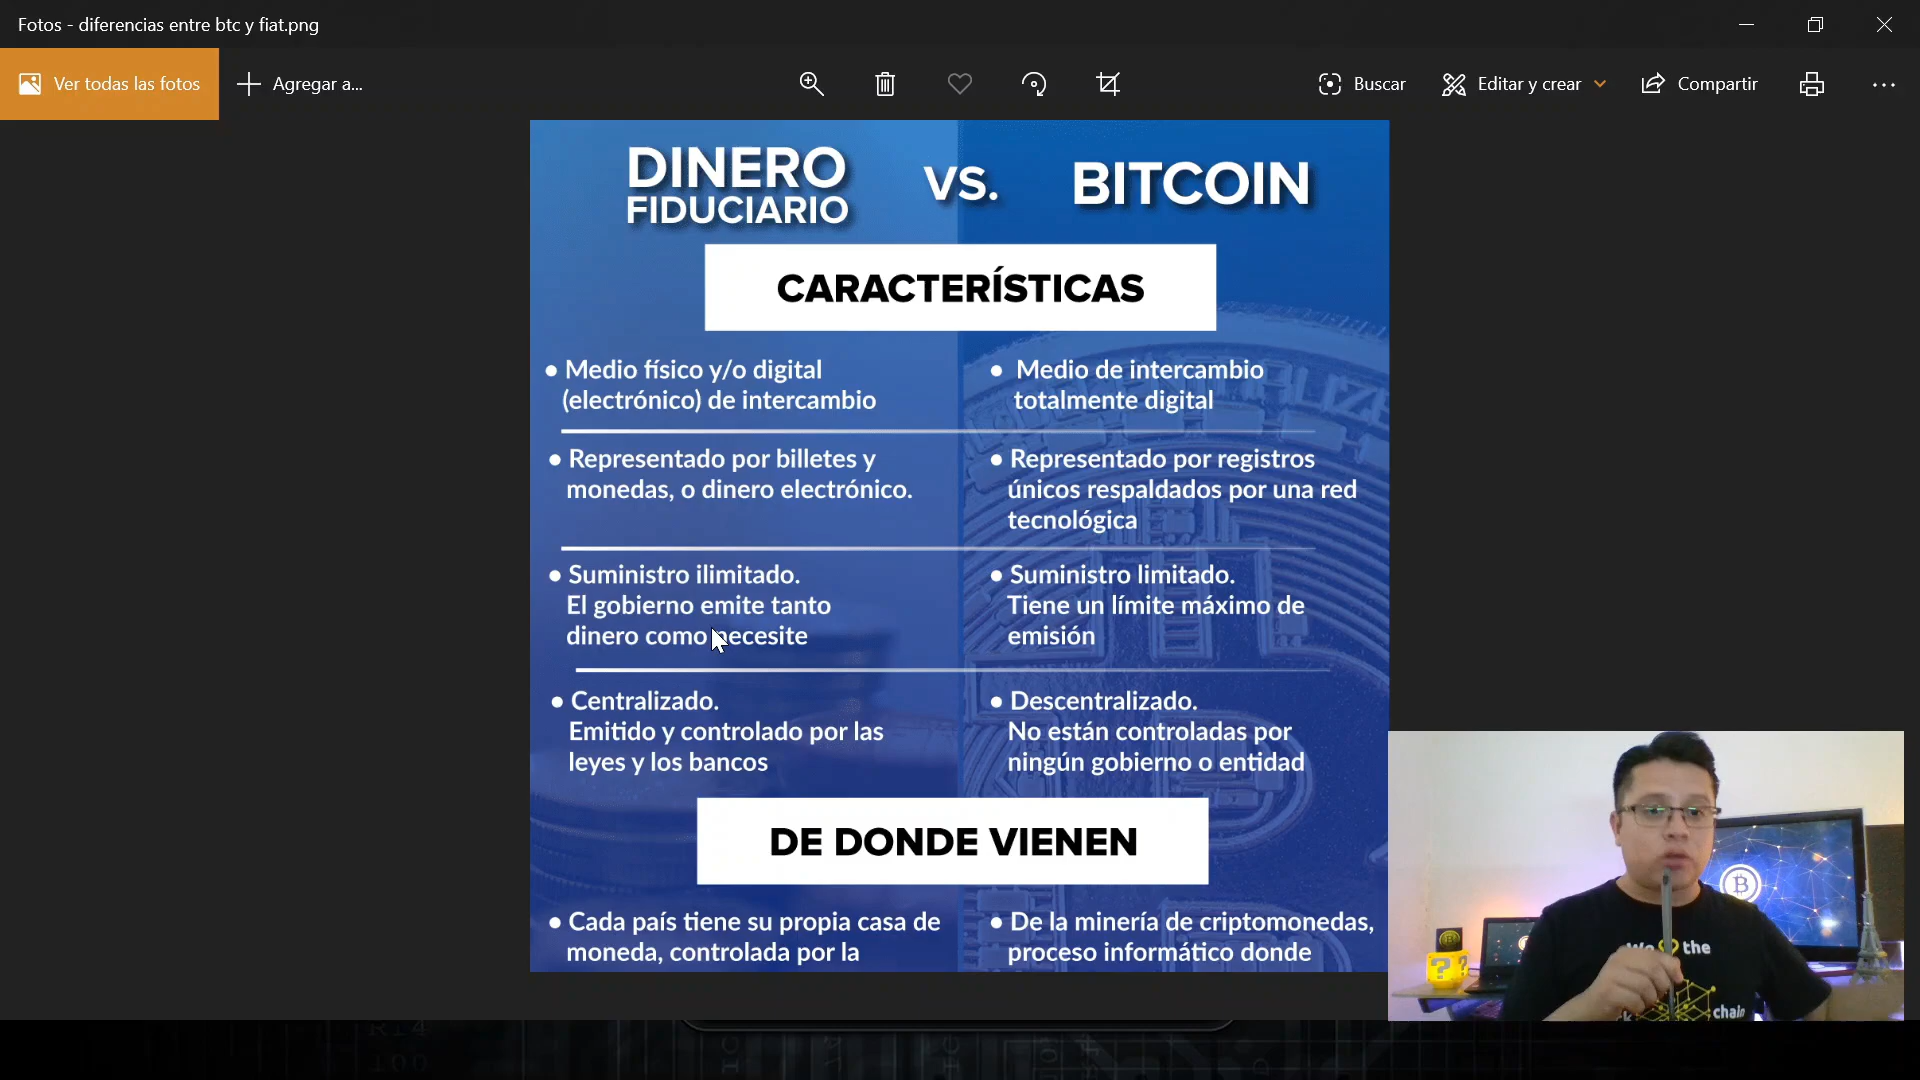 Fotos - diferencias entre btc y fiat.png
Ver todas las fotos
Agregar a...
Buscar
Editar y crear
Compartir
DINERO
FIDUCIARIO
VS.
BITCOIN
CARACTERÍSTICAS
• Medio físico y/o digital
(electrónico) de intercambio
• Medio de intercambio
totalmente digital
• Representado por billetes y
monedas, o dinero electrónico.
• Representado por registros
únicos respaldados por una red
tecnológica
• Suministro ilimitado.
El gobierno emite tanto
dinero como necesite
• Suministro limitado.
Tiene un límite máximo de
emisión
• Centralizado.
Emitido y controlado por las
leyes y los bancos
• Descentralizado.
No están controladas por
ningún gobierno o entidad
DE DONDE VIENEN
• Cada país tiene su propia casa de
moneda, controlada por la
• De la minería de criptomonedas,
proceso informático donde
the
chain